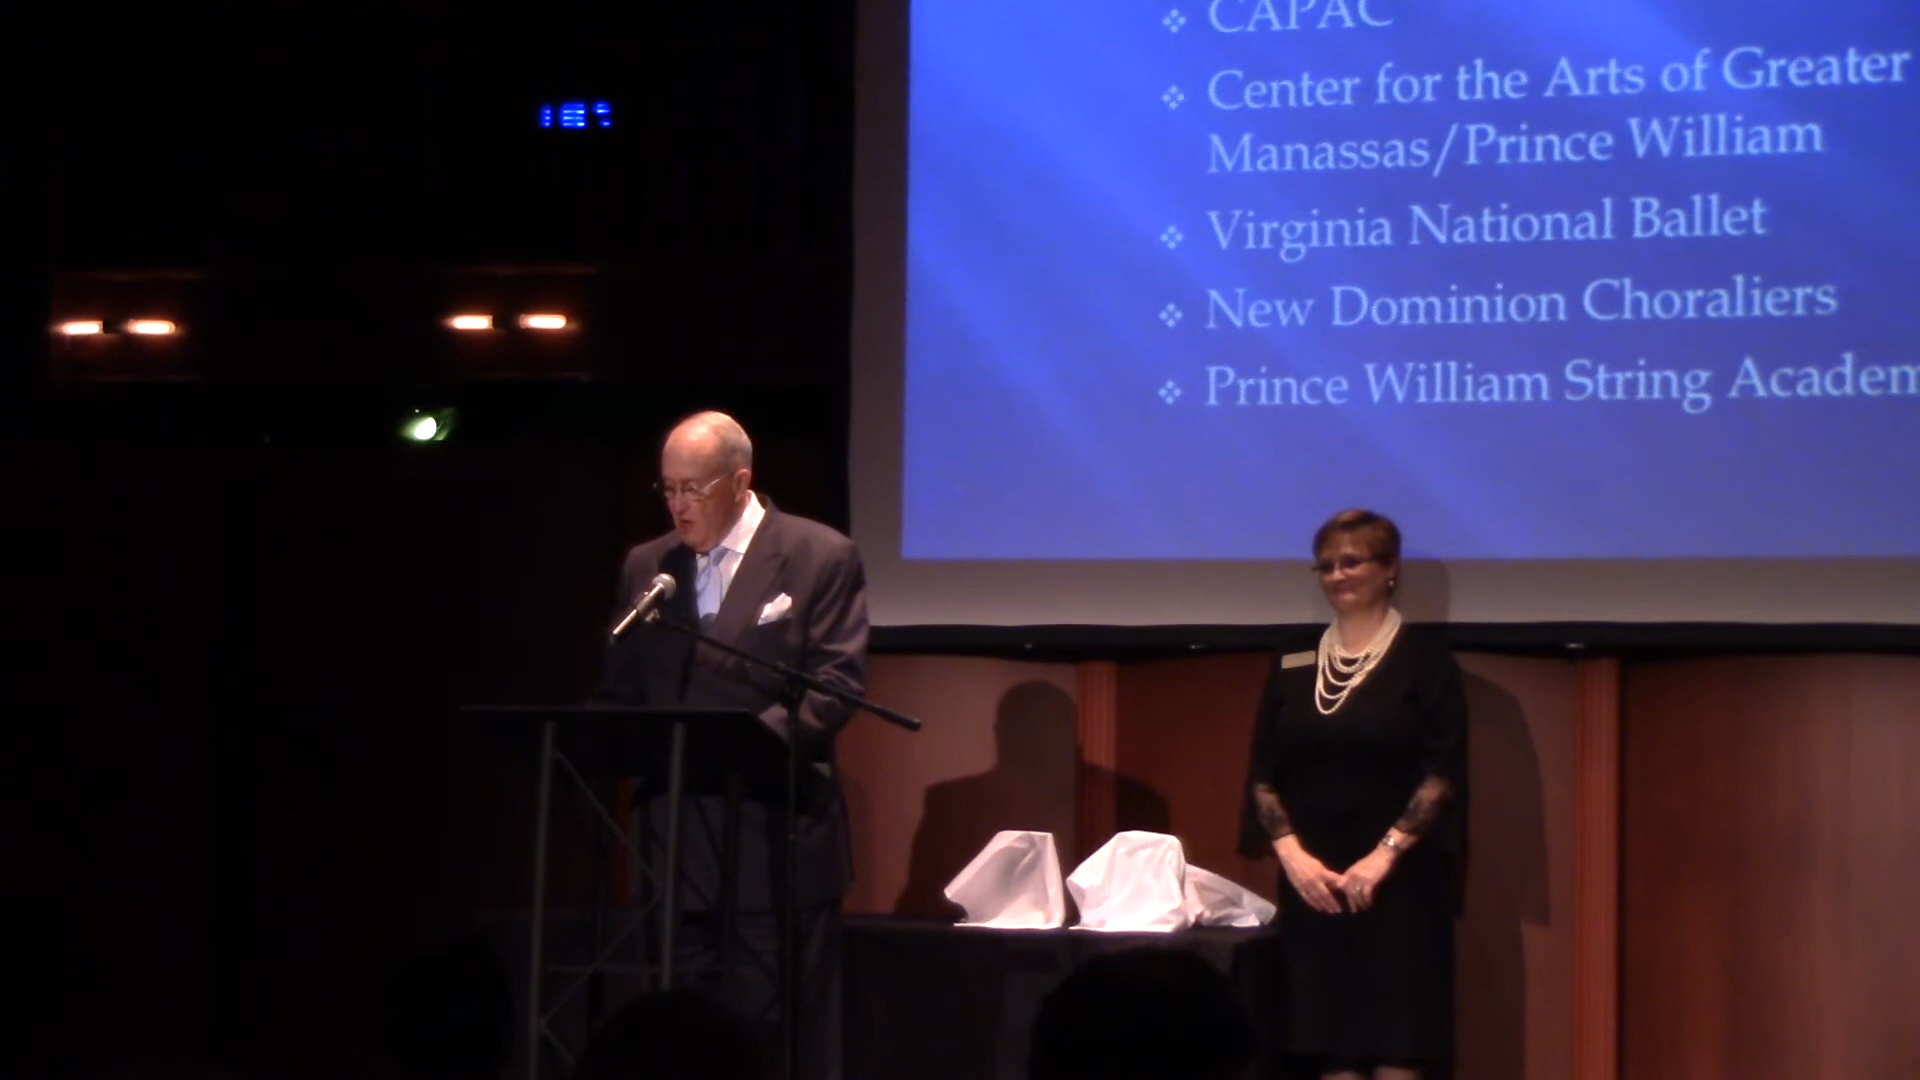 CAPAC
Center for the Arts of Greater
Manassas/Prince William
Virginia National Ballet
New Dominion Choraliers
Prince William String Academ